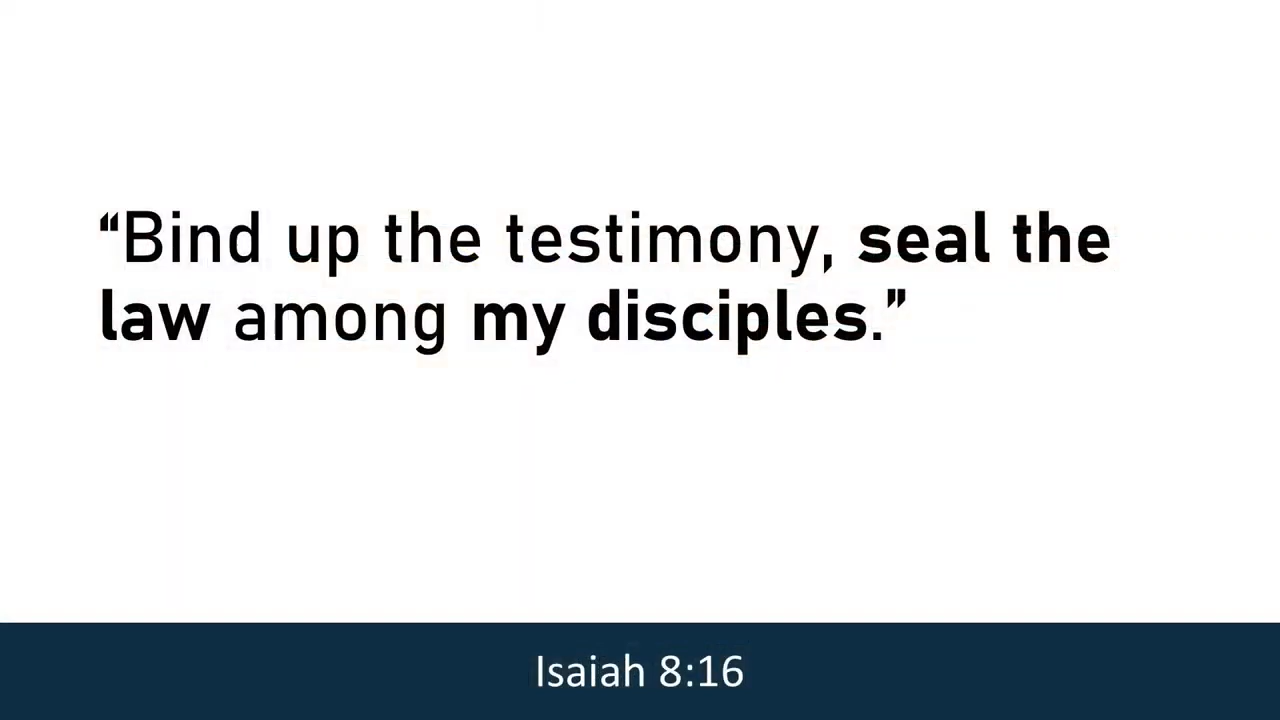 “Bind up the testimony, seal the
law among my disciples.”
Isaiah 8:16